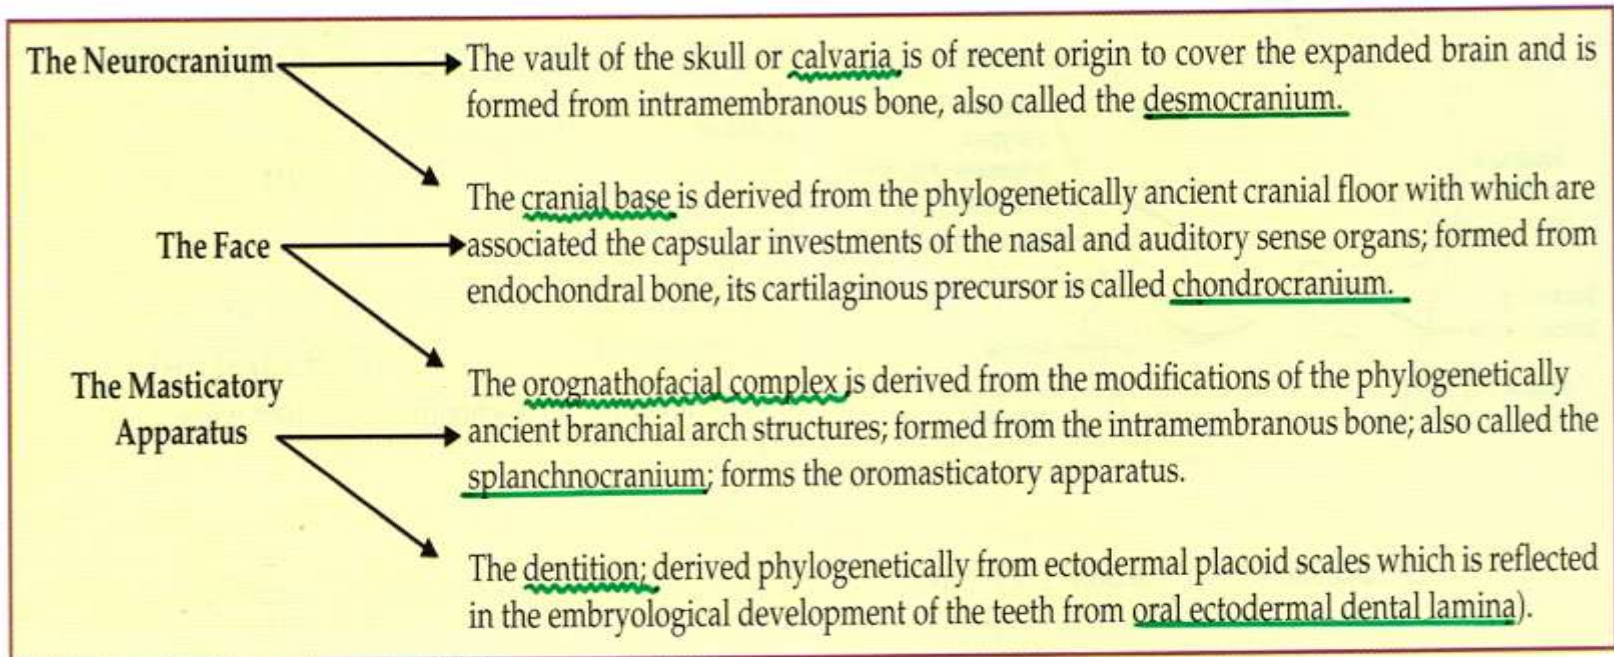 The Neurocranium
The vault of the skull or calvaria is of recent origin to cover the expanded brain and is
formed from intramembranous bone, also called the desmocranium.
The cranial base is derived from the phylogenetically ancient cranial floor with which are
The Face
associated the capsular investments of the nasal and auditory sense organs; formed from
endochondral bone, its cartilaginous precursor is called chondrocranium.
The Masticatory
Apparatus
The orognathofacial complex is derived from the modifications of the phylogenetically
ancient branchial arch structures; formed from the intramembranous bone; also called the
splanchnocranium; forms the oromasticatory apparatus.
The dentition; derived phylogenetically from ectodermal placoid scales which is reflected
in the embryological development of the teeth from oral ectodermal dental lamina).